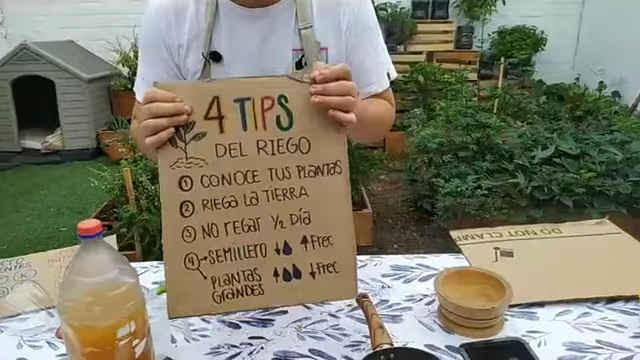 4 TIPS
DEL RIEGO
1 CONOCE TUS PLANTAS
2 RIEGA LA TIERRA
3 NO REGAR ½ DÍA
4 SEMILLERO ↓💧 ↑ FREC
PLANTAS ↑💧💧💧 ↓ FREC
GRANDES
DO NOT CLAMP